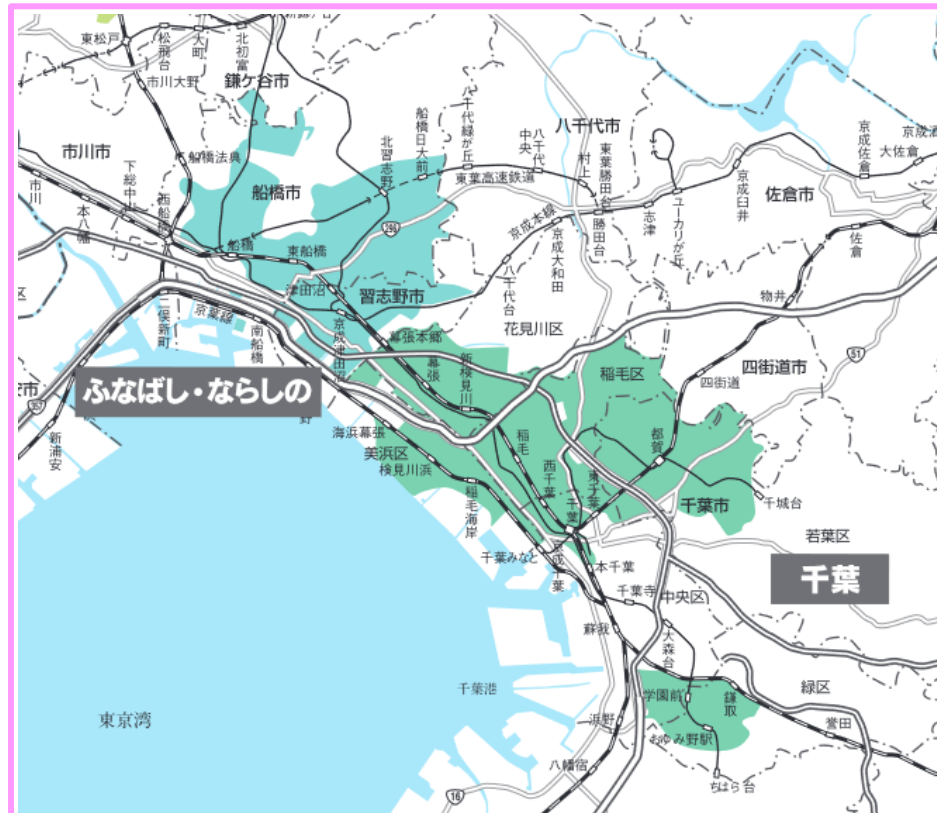 東松戸
松飛台
大町
北初富
市川大野
鎌ケ谷市
船橋法典
市川市
下総中山
西船橋
市川
本八幡
船橋市
船橋
東船橋
北習志野
船橋日大前
八千代緑が丘
八千代中央
村上
東葉勝田台
東葉高速鉄道
八千代市
296
京成本線
京成大和田
勝田台
志津
ユーカリが丘
京成臼井
京成佐倉
大佐倉
佐倉市
佐倉
物井
津田沼
習志野市
八千代台
花見川区
二俣新町
京葉線
南船橋
京成津田沼
幕張本郷
幕張
新検見川
稲毛区
四街道
四街道市
51
ふなばし・ならしの
357
新浦安
海浜幕張
美浜区
検見川浜
稲毛海岸
稲毛
西千葉
東千葉
都賀
千葉市
千城台
千葉
若葉区
千葉みなと
京成千葉
本千葉
千葉
千葉寺
中央区
蘇我
大森台
緑区
千葉港
学園前
鎌取
誉田
東京湾
浜野
おゆみ野駅
八幡宿
ちはら台
16